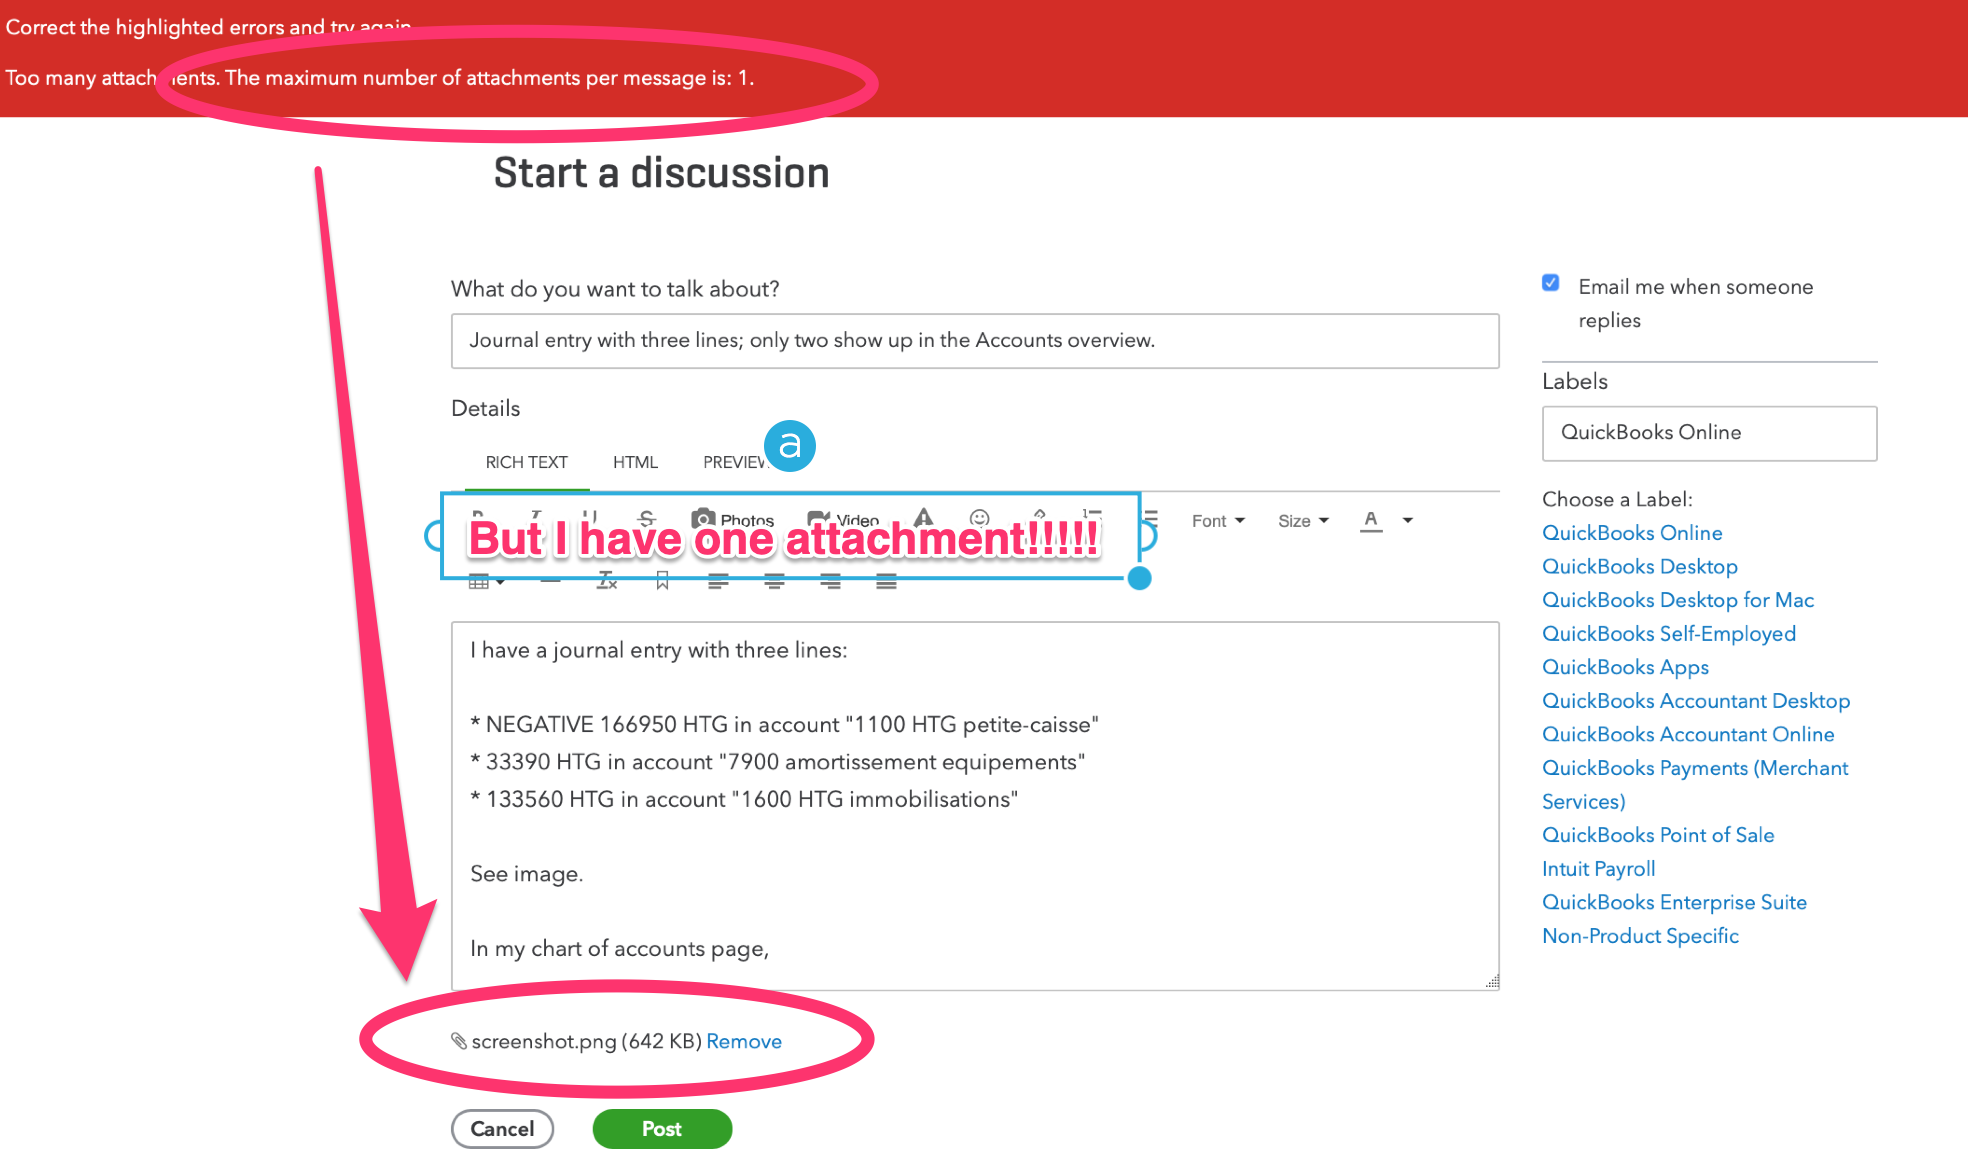 Correct the highlighted errors and try again.
Too many attachments. The maximum number of attachments per message is: 1.
Start a discussion
What do you want to talk about?
Journal entry with three lines; only two show up in the Accounts overview.
Details
RICH TEXT HTML PREVIEW
a
Photos Video Font Size A
But I have one attachment!!!!!
I have a journal entry with three lines:
* NEGATIVE 166950 HTG in account "1100 HTG petite-caisse"
* 33390 HTG in account "7900 amortissement equipements"
* 133560 HTG in account "1600 HTG immobilisations"
See image.
In my chart of accounts page,
screenshot.png (642 KB) Remove
Cancel Post
Email me when someone
replies
Labels
QuickBooks Online
Choose a Label:
QuickBooks Online
QuickBooks Desktop
QuickBooks Desktop for Mac
QuickBooks Self-Employed
QuickBooks Apps
QuickBooks Accountant Desktop
QuickBooks Accountant Online
QuickBooks Payments (Merchant
Services)
QuickBooks Point of Sale
Intuit Payroll
QuickBooks Enterprise Suite
Non-Product Specific